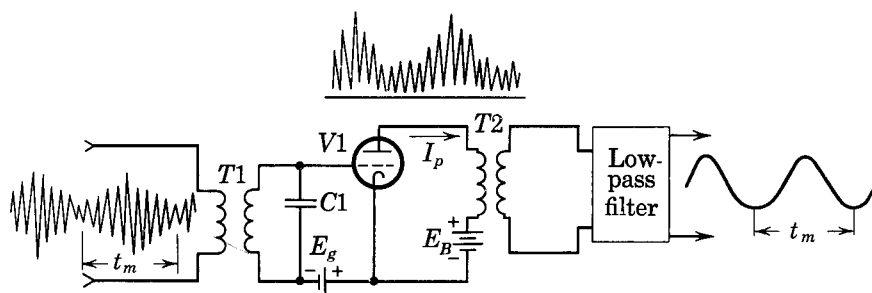 V1
T2
I_p
T1
C1
Low-
pass
filter
E_g
E_B
+
−
− +
t_m
t_m